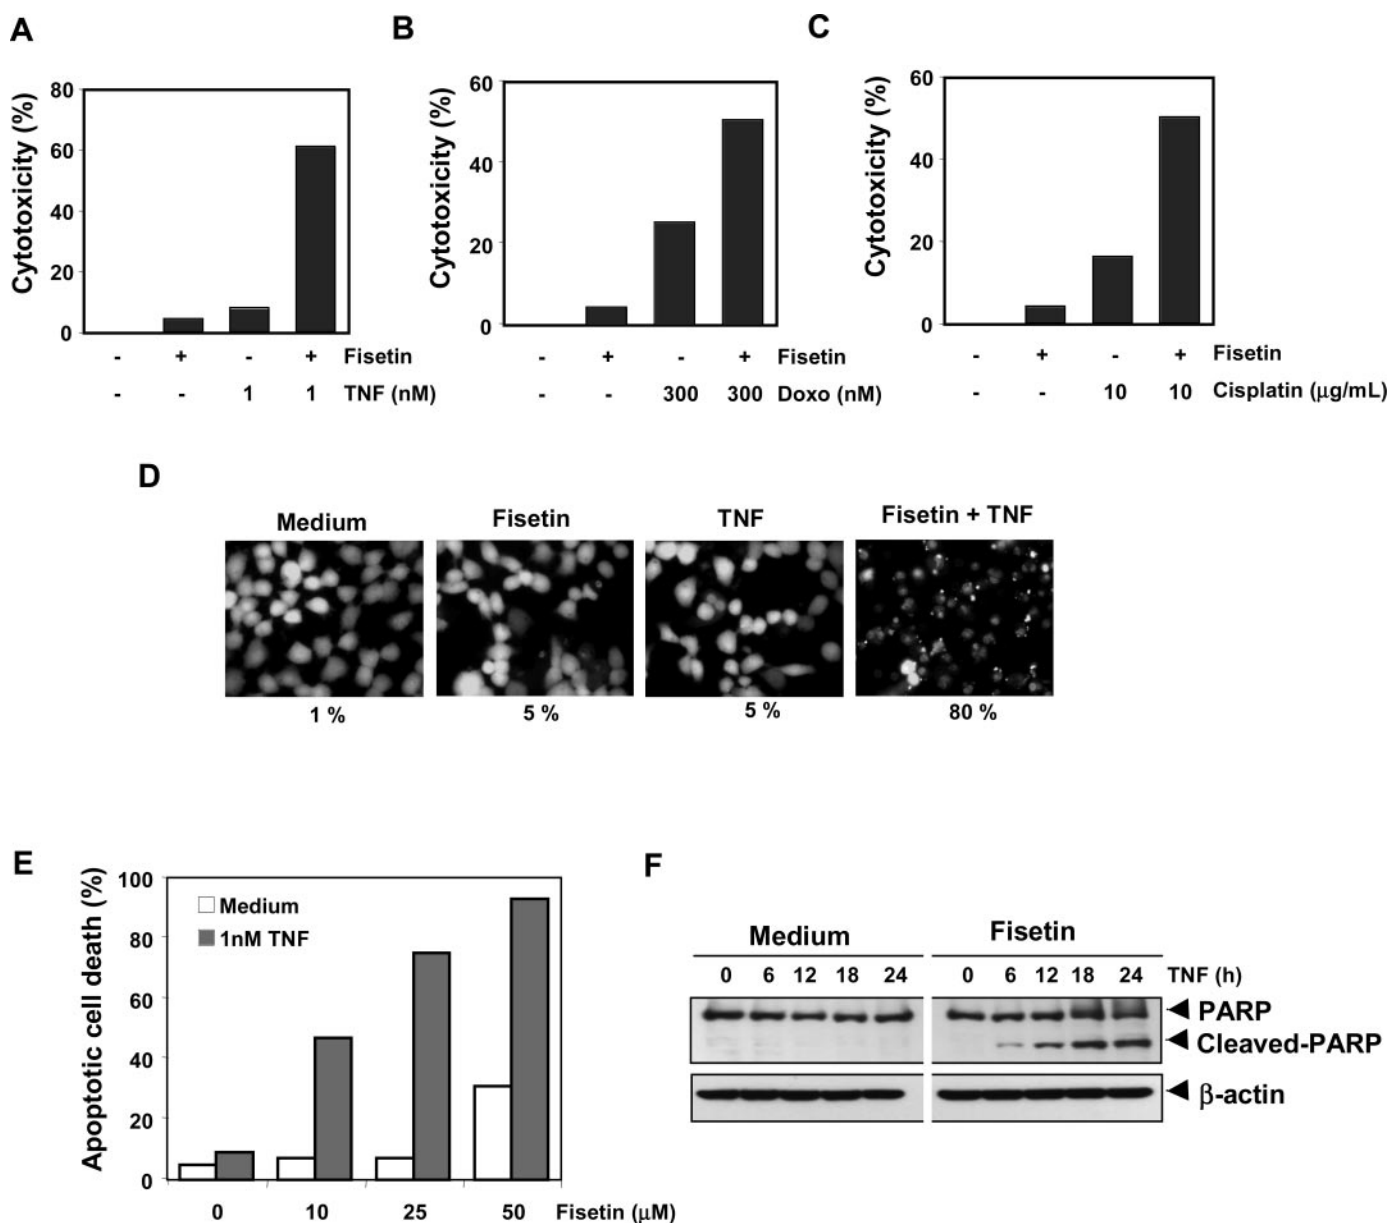 A
Cytotoxicity (%)
80
60
40
20
0
- + - + Fisetin
- - 1 1 TNF (nM)
B
Cytotoxicity (%)
60
40
20
0
- + - + Fisetin
- - 300 300 Doxo (nM)
C
Cytotoxicity (%)
60
40
20
0
- + - + Fisetin
- - 10 10 Cisplatin (μg/mL)
D
Medium Fisetin TNF Fisetin + TNF
1 % 5 % 5 % 80 %
E
Apoptotic cell death (%)
100
80
60
40
20
0
Medium
1nM TNF
0 10 25 50 Fisetin (μM)
F
Medium Fisetin
0 6 12 18 24 0 6 12 18 24 TNF (h)
PARP
Cleaved-PARP
β-actin